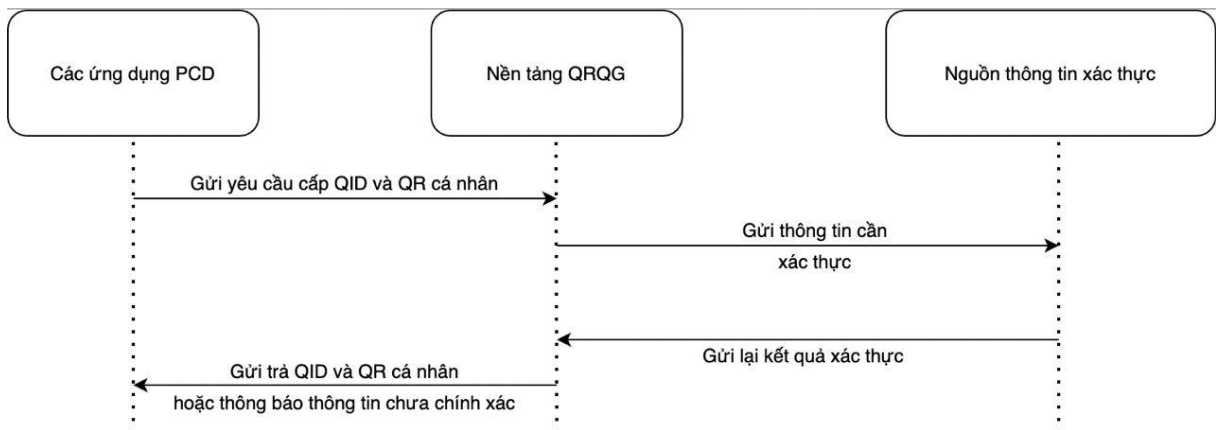 Các ứng dụng PCD
Nền tảng QRQG
Nguồn thông tin xác thực
Gửi yêu cầu cấp QID và QR cá nhân
Gửi thông tin cần
xác thực
Gửi lại kết quả xác thực
Gửi trả QID và QR cá nhân
hoặc thông báo thông tin chưa chính xác